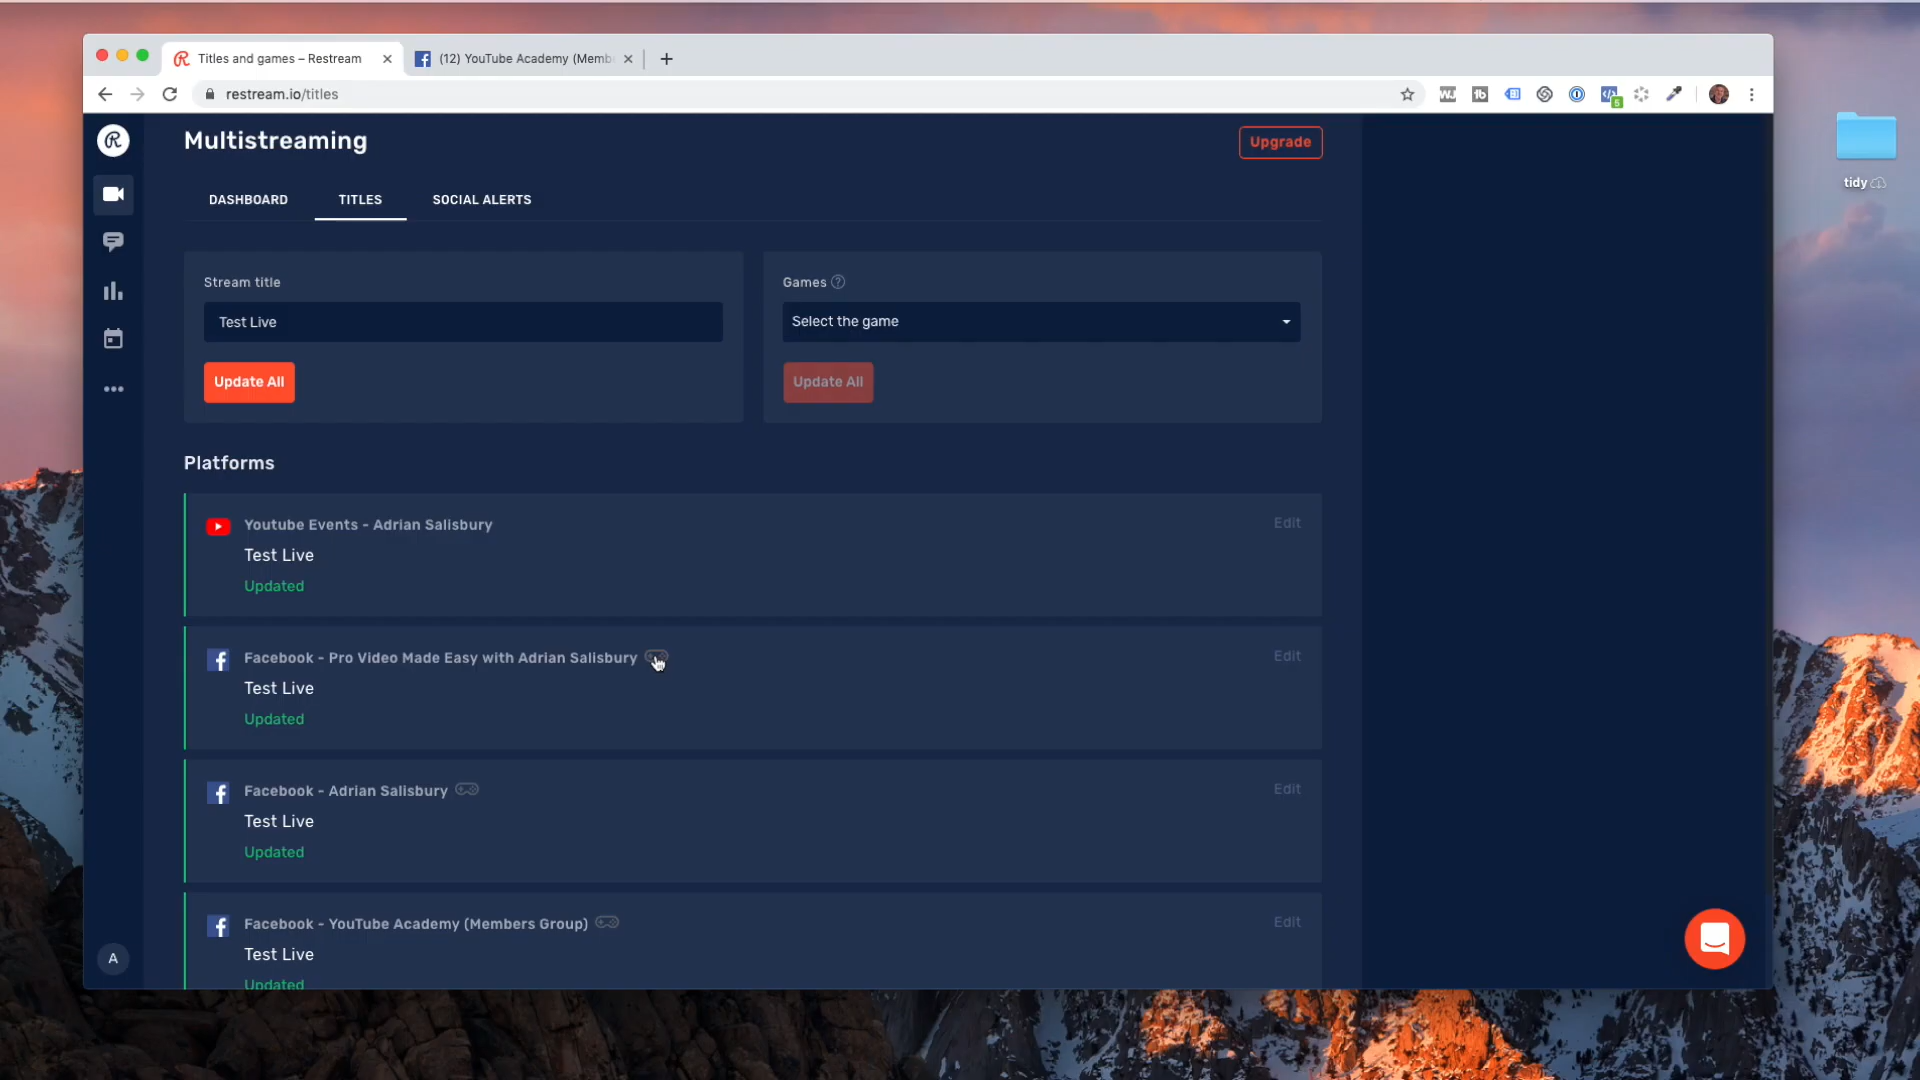 Titles and games – Restream
(12) YouTube Academy (Memb
restream.io/titles
5
tidy
Multistreaming
Upgrade
DASHBOARD
TITLES
SOCIAL ALERTS
Stream title
Games
Test Live
Select the game
Update All
Update All
Platforms
Youtube Events - Adrian Salisbury
Edit
Test Live
Updated
Facebook - Pro Video Made Easy with Adrian Salisbury
Edit
Test Live
Updated
Facebook - Adrian Salisbury
Edit
Test Live
Updated
Facebook - YouTube Academy (Members Group)
Edit
Test Live
Updated
A